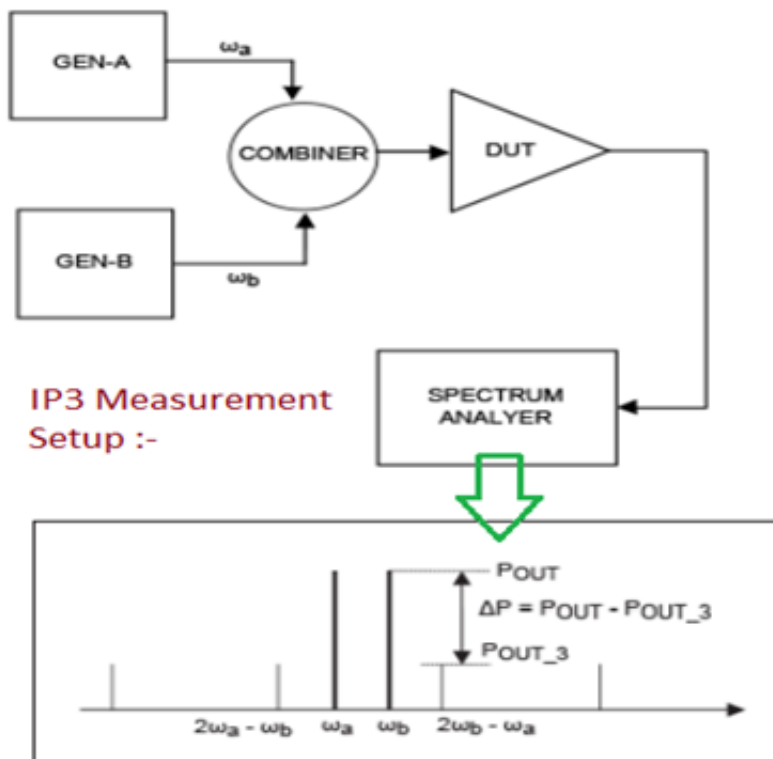 GEN-A
ωa
COMBINER
DUT
GEN-B
ωb
IP3 Measurement
Setup :-
SPECTRUM
ANALYER
POUT
ΔP = POUT - POUT_3
POUT_3
2ωa - ωb ωa ωb 2ωb - ωa